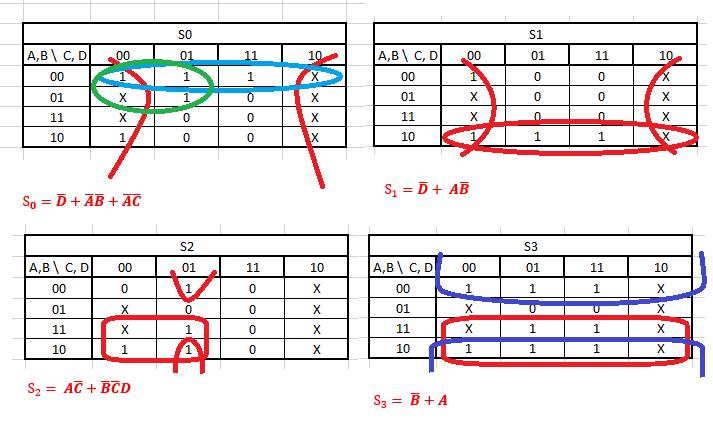 S0
A,B \ C, D 00 01 11 10
00 1 1 1 X
01 X 1 0 X
11 X 0 0 X
10 1 0 0 X
S₀ = D̅ + A̅B̅ + A̅C̅
S1
A,B \ C, D 00 01 11 10
00 1 0 0 X
01 X 0 0 X
11 X 0 0 X
10 1 1 1 X
S₁ = D̅ + AB̅
S2
A,B \ C, D 00 01 11 10
00 0 1 0 X
01 X 0 0 X
11 X 1 0 X
10 1 1 0 X
S₂ = AC̅ + B̅C̅D
S3
A,B \ C, D 00 01 11 10
00 1 1 1 X
01 X 0 0 X
11 X 1 1 X
10 1 1 1 X
S₃ = B̅ + A